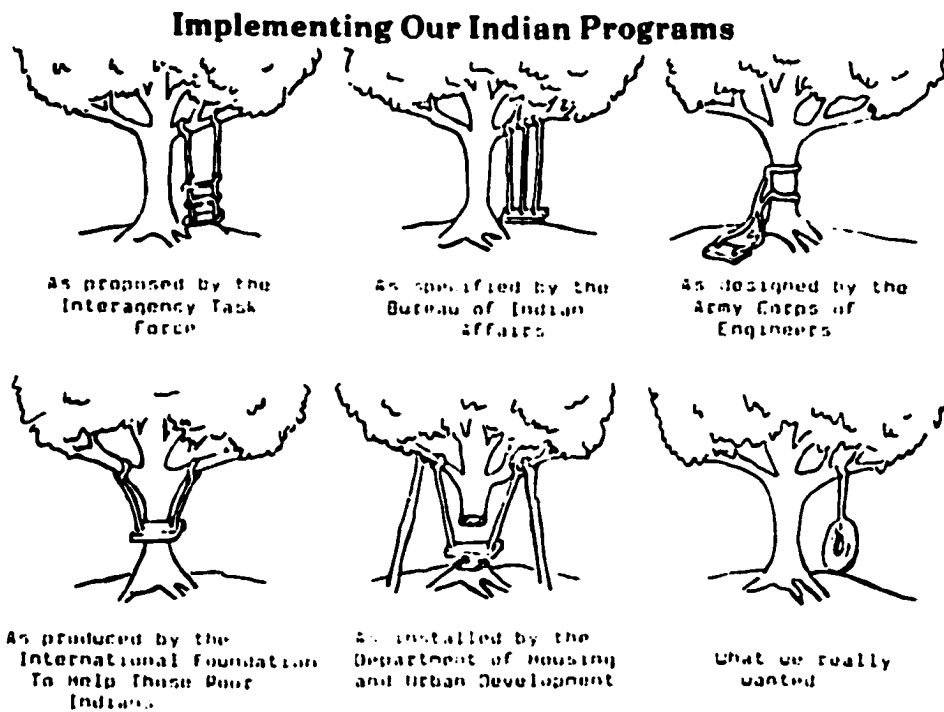 Implementing Our Indian Programs
As proposed by the
Interagency Task
Force
As specified by the
Bureau of Indian
Affairs
As designed by the
Army Corps of
Engineers
As produced by the
International Foundation
To Help Those Poor
Indians
As installed by the
Department of Housing
and Urban Development
What we really
wanted